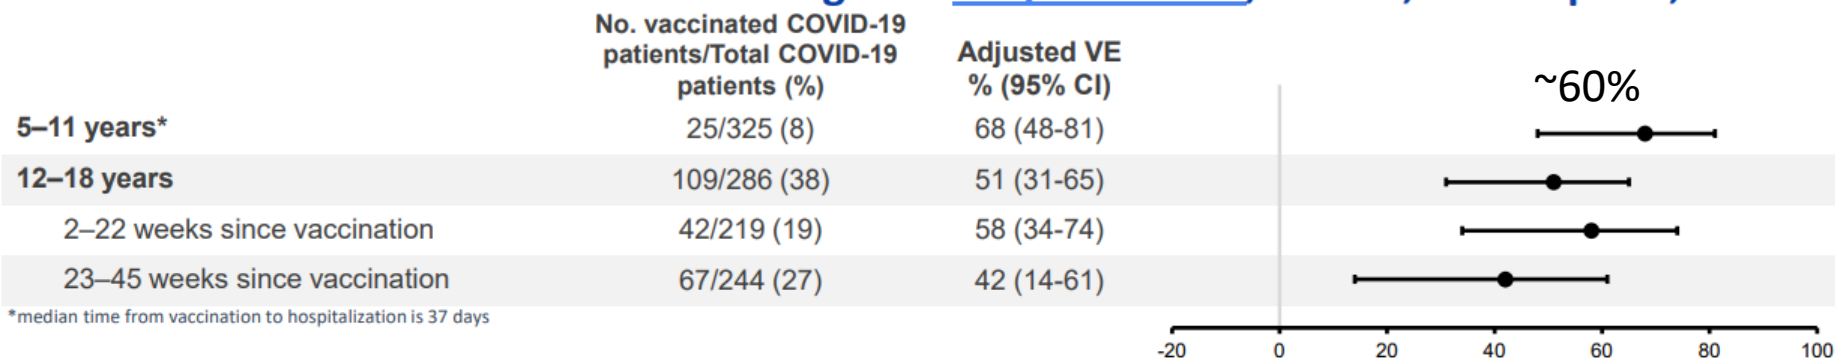 No. vaccinated COVID-19
patients/Total COVID-19
patients (%)
Adjusted VE
% (95% CI)
~60%
5–11 years* 25/325 (8) 68 (48-81)
12–18 years 109/286 (38) 51 (31-65)
2–22 weeks since vaccination 42/219 (19) 58 (34-74)
23–45 weeks since vaccination 67/244 (27) 42 (14-61)
*median time from vaccination to hospitalization is 37 days
-20 0 20 40 60 80 100